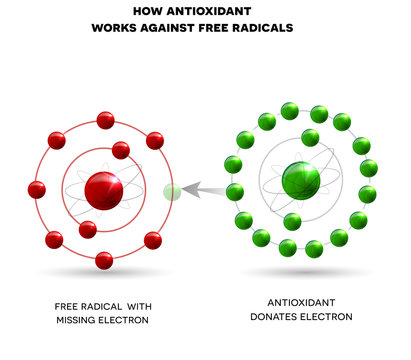 HOW ANTIOXIDANT
WORKS AGAINST FREE RADICALS
FREE RADICAL WITH
MISSING ELECTRON
ANTIOXIDANT
DONATES ELECTRON